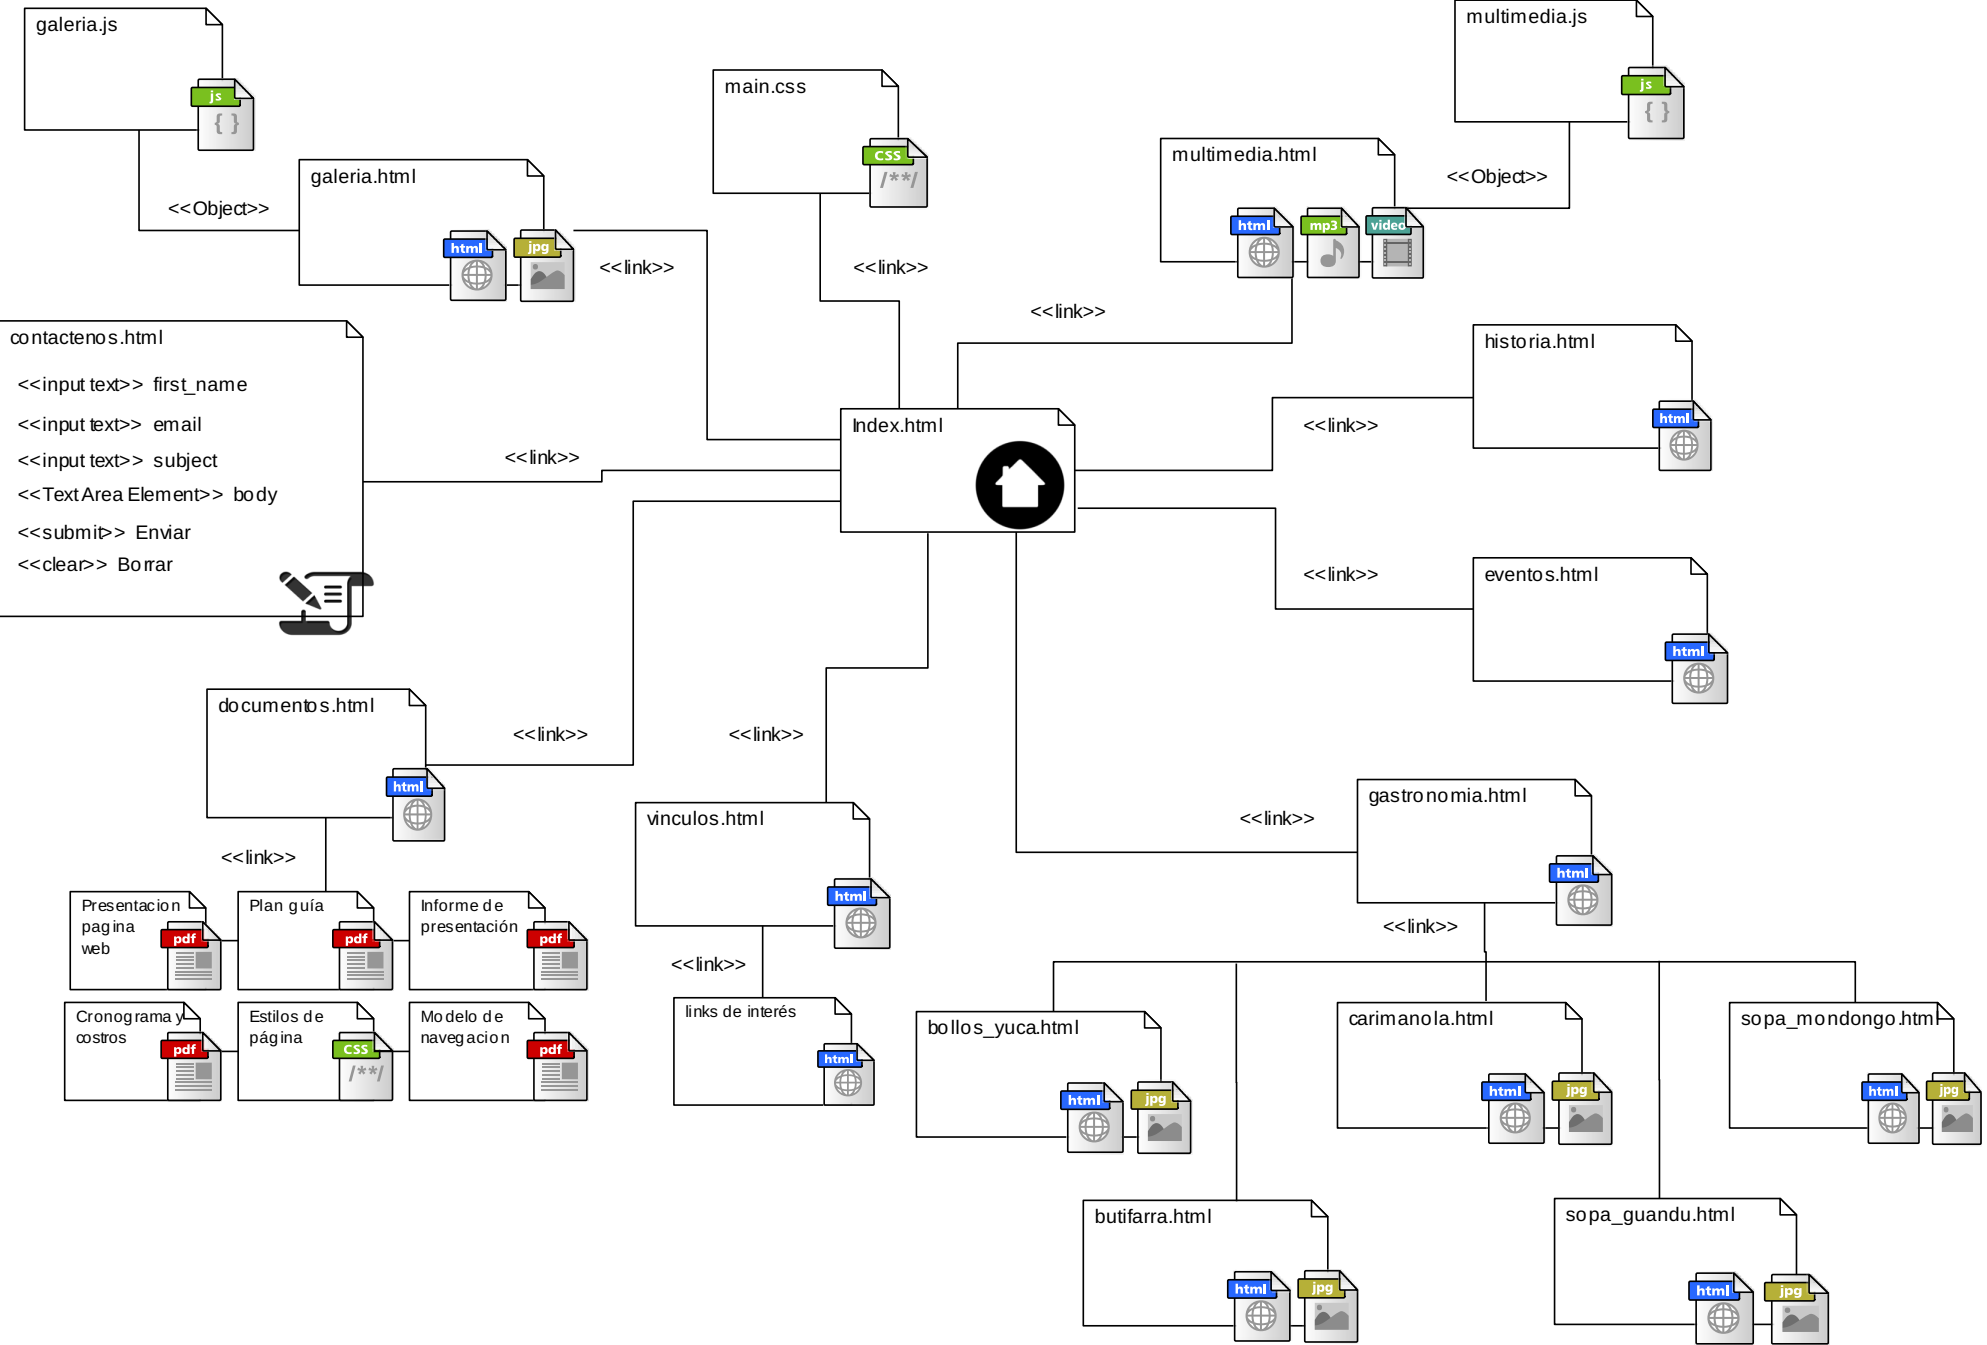 galeria.js
js
{ }
<<Object>>
galeria.html
html
jpg
<<link>>
main.css
CSS
/**/
<<link>>
multimedia.js
js
{ }
<<Object>>
multimedia.html
html
mp3
video
<<link>>
contactenos.html
<<input text>> first_name
<<input text>> email
<<input text>> subject
<<Text Area Element>> body
<<submit>> Enviar
<<clear>> Borrar
<<link>>
Index.html
historia.html
html
<<link>>
eventos.html
html
<<link>>
documentos.html
html
<<link>>
<<link>>
Presentacion
pagina
web
pdf
Plan guía
pdf
Informe de
presentación
pdf
Cronograma y
costros
pdf
Estilos de
página
CSS
/**/
Modelo de
navegacion
pdf
<<link>>
vinculos.html
html
<<link>>
links de interés
html
<<link>>
gastronomia.html
html
<<link>>
bollos_yuca.html
html
jpg
carimanola.html
html
jpg
sopa_mondongo.html
html
jpg
butifarra.html
html
jpg
sopa_guandu.html
html
jpg